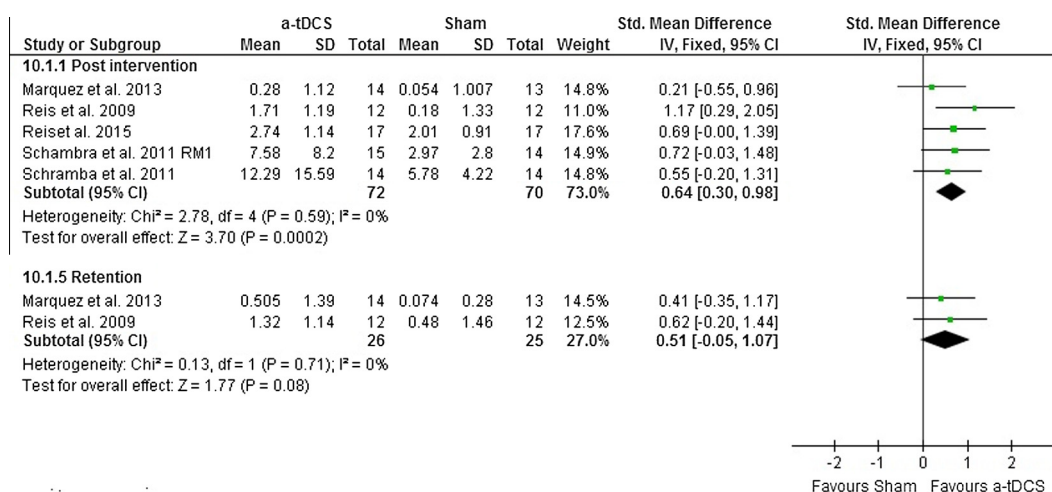 a-tDCS Sham Std. Mean Difference Std. Mean Difference
Study or Subgroup Mean SD Total Mean SD Total Weight IV, Fixed, 95% CI IV, Fixed, 95% CI
10.1.1 Post intervention
Marquez et al. 2013 0.28 1.12 14 0.054 1.007 13 14.8% 0.21 [-0.55, 0.96]
Reis et al. 2009 1.71 1.19 12 0.18 1.33 12 11.0% 1.17 [0.29, 2.05]
Reiset al. 2015 2.74 1.14 17 2.01 0.91 17 17.6% 0.69 [-0.00, 1.39]
Schambra et al. 2011 RM1 7.58 8.2 15 2.97 2.8 14 14.9% 0.72 [-0.03, 1.48]
Schramba et al. 2011 12.29 15.59 14 5.78 4.22 14 14.8% 0.55 [-0.20, 1.31]
Subtotal (95% CI) 72 70 73.0% 0.64 [0.30, 0.98]
Heterogeneity: Chi² = 2.78, df = 4 (P = 0.59); I² = 0%
Test for overall effect: Z = 3.70 (P = 0.0002)
10.1.5 Retention
Marquez et al. 2013 0.505 1.39 14 0.074 0.28 13 14.5% 0.41 [-0.35, 1.17]
Reis et al. 2009 1.32 1.14 12 0.48 1.46 12 12.5% 0.62 [-0.20, 1.44]
Subtotal (95% CI) 26 25 27.0% 0.51 [-0.05, 1.07]
Heterogeneity: Chi² = 0.13, df = 1 (P = 0.71); I² = 0%
Test for overall effect: Z = 1.77 (P = 0.08)
-2 -1 0 1 2
Favours Sham Favours a-tDCS